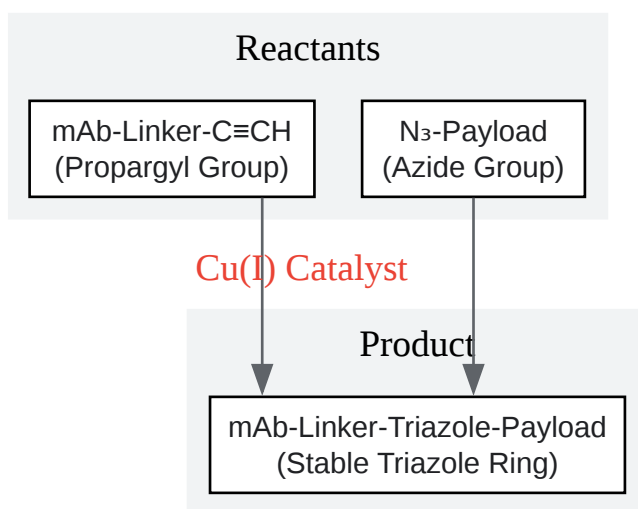 Reactants
mAb-Linker-C≡CH
(Propargyl Group)
N₃-Payload
(Azide Group)
Cu(I) Catalyst
Product
mAb-Linker-Triazole-Payload
(Stable Triazole Ring)